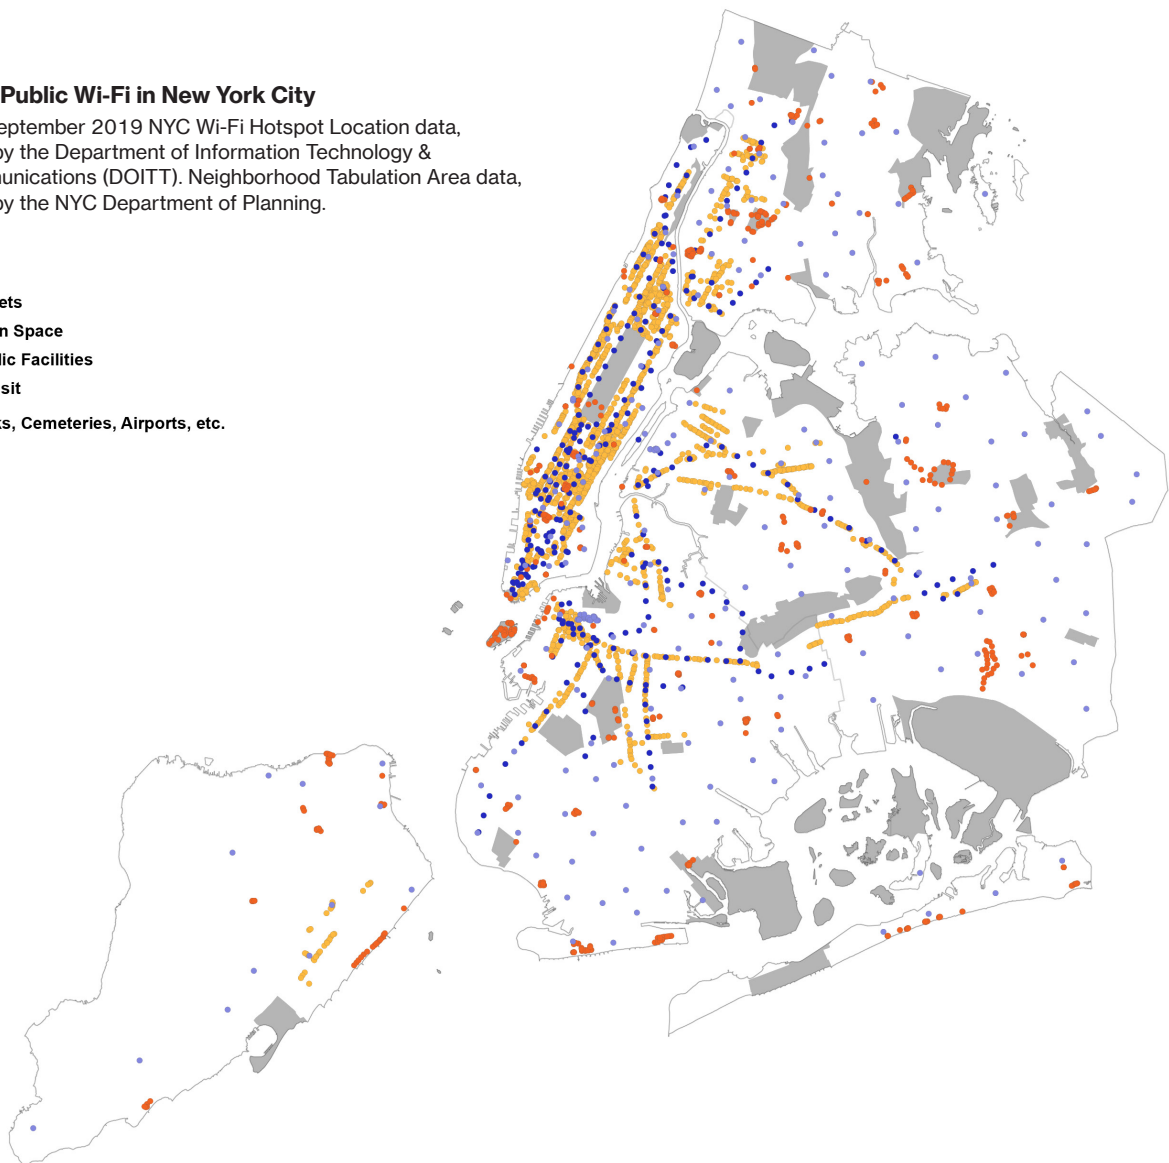 Public Wi-Fi in New York City
eptember 2019 NYC Wi-Fi Hotspot Location data,
by the Department of Information Technology &
unications (DOITT). Neighborhood Tabulation Area data,
by the NYC Department of Planning.
ets
n Space
lic Facilities
sit
s, Cemeteries, Airports, etc.